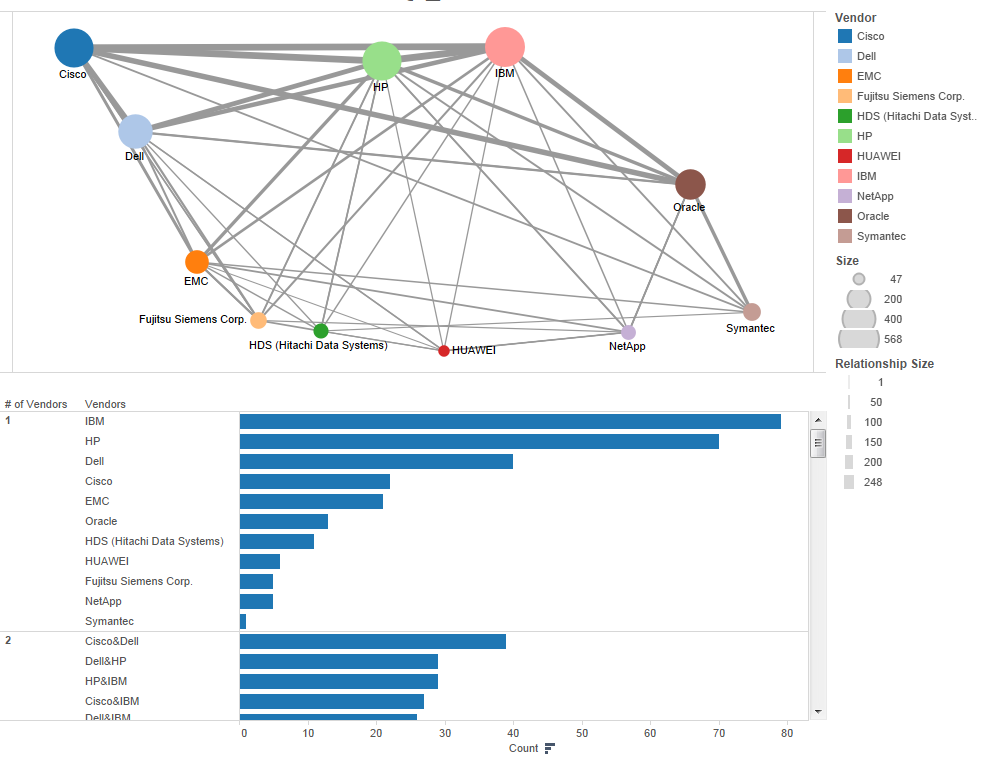 Cisco
HP
IBM
Dell
Oracle
EMC
Fujitsu Siemens Corp.
HDS (Hitachi Data Systems)
HUAWEI
NetApp
Symantec
Vendor
Cisco
Dell
EMC
Fujitsu Siemens Corp.
HDS (Hitachi Data Syst..
HP
HUAWEI
IBM
NetApp
Oracle
Symantec
Size
47
200
400
568
Relationship Size
1
50
100
150
200
248
# of Vendors Vendors
1 IBM
HP
Dell
Cisco
EMC
Oracle
HDS (Hitachi Data Systems)
HUAWEI
Fujitsu Siemens Corp.
NetApp
Symantec
2 Cisco&Dell
Dell&HP
HP&IBM
Cisco&IBM
Dell&IBM
0 10 20 30 40 50 60 70 80
Count